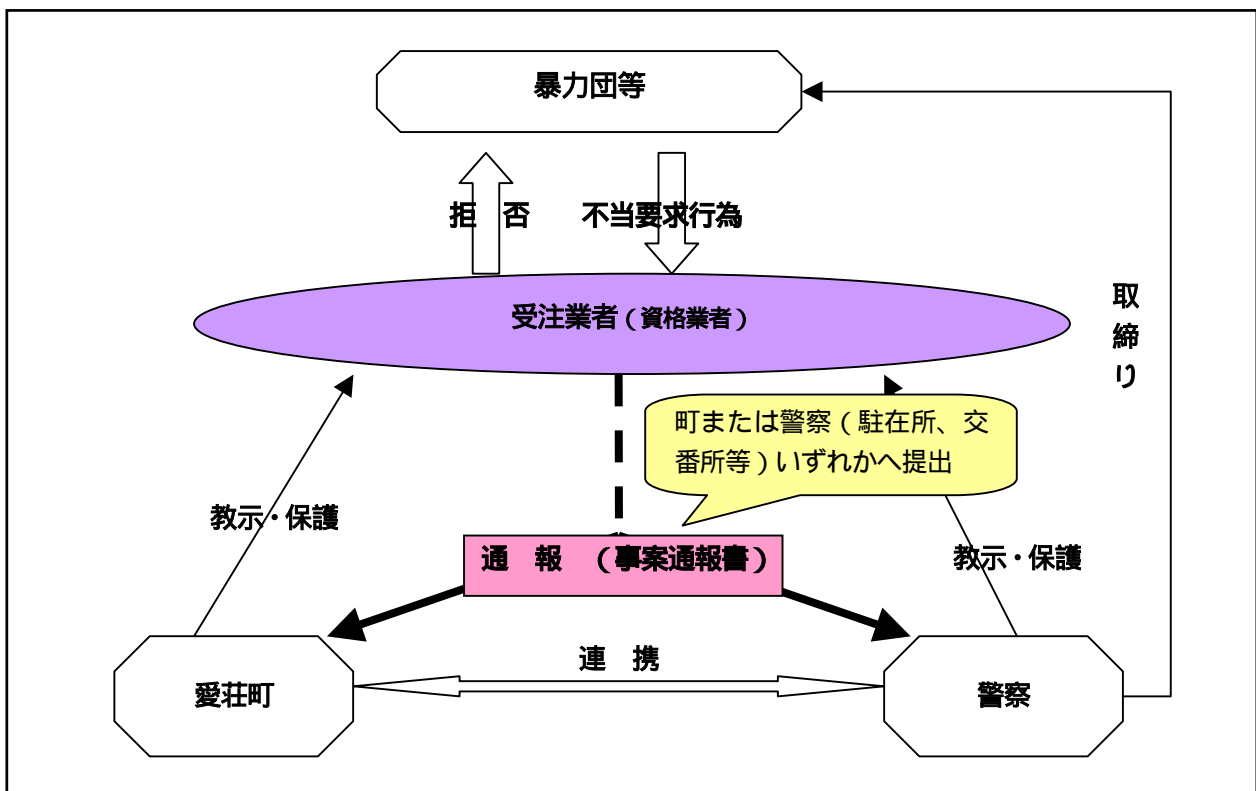 暴力団等
拒　否
不当要求行為
受注業者（資格業者）
取締り
町または警察（駐在所、交
番所等）いずれかへ提出
教示・保護
通　報　（事案通報書）
教示・保護
連　携
愛荘町
警察